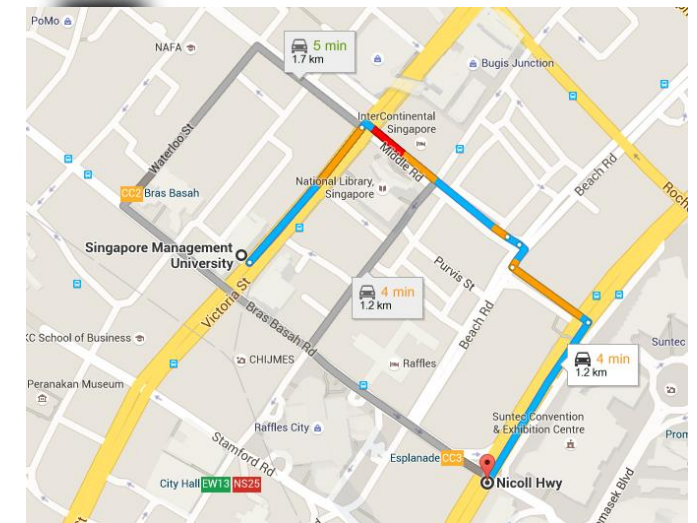 PoMo
NAFA
5 min
1.7 km
Bugis Junction
InterContinental
Singapore
Waterloo St
Middle Rd
National Library,
Singapore
Beach Rd
CC2 Bras Basah
Singapore Management
University
Purvis St
Victoria St
4 min
1.2 km
Bras Basah Rd
Beach Rd
KC School of Business
CHIJMES
Raffles
4 min
1.2 km
Suntec
Peranakan Museum
Raffles City
Suntec Convention
& Exhibition Centre
Stamford Rd
Esplanade CC3
City Hall EW13 NS25
Nicoll Hwy